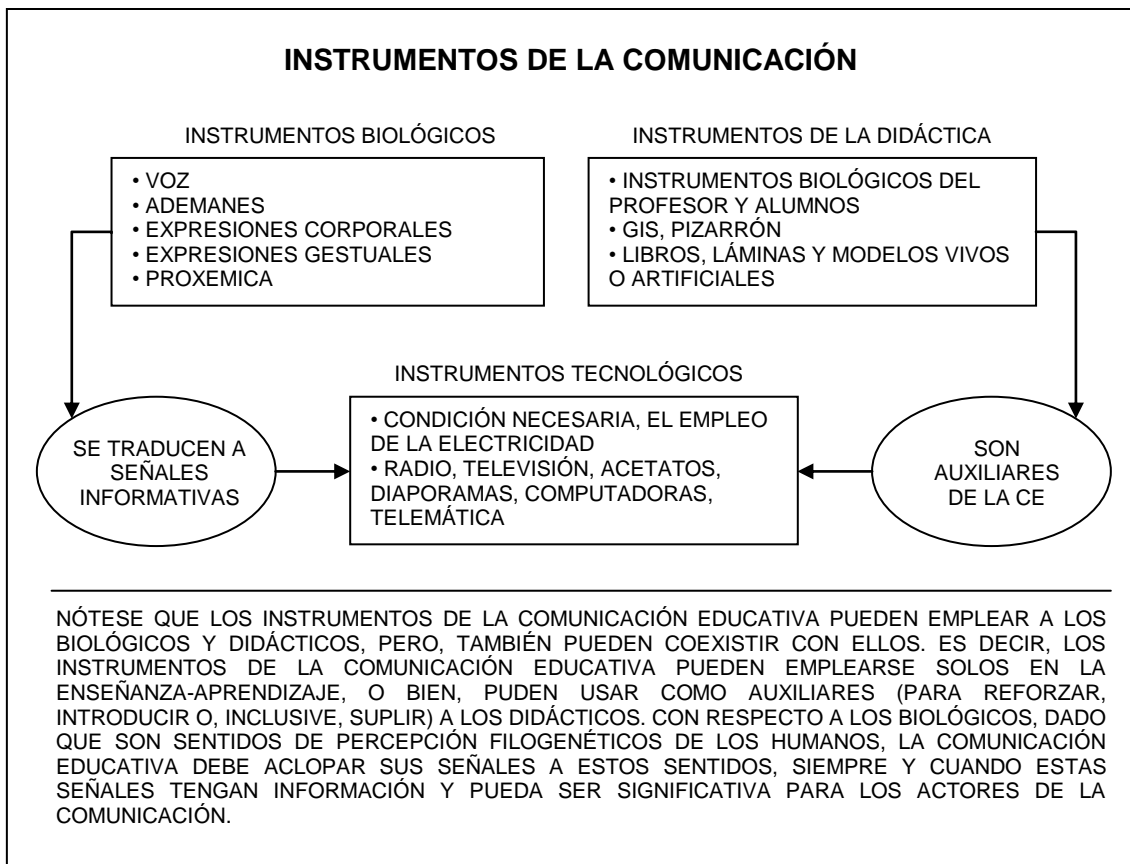 INSTRUMENTOS DE LA COMUNICACIÓN
INSTRUMENTOS BIOLÓGICOS
• VOZ
• ADEMANES
• EXPRESIONES CORPORALES
• EXPRESIONES GESTUALES
• PROXEMICA
INSTRUMENTOS DE LA DIDÁCTICA
• INSTRUMENTOS BIOLÓGICOS DEL
PROFESOR Y ALUMNOS
• GIS, PIZARRÓN
• LIBROS, LÁMINAS Y MODELOS VIVOS
O ARTIFICIALES
SE TRADUCEN A
SEÑALES
INFORMATIVAS
INSTRUMENTOS TECNOLÓGICOS
• CONDICIÓN NECESARIA, EL EMPLEO
DE LA ELECTRICIDAD
• RADIO, TELEVISIÓN, ACETATOS,
DIAPORAMAS, COMPUTADORAS,
TELEMÁTICA
SON
AUXILIARES
DE LA CE
NÓTESE QUE LOS INSTRUMENTOS DE LA COMUNICACIÓN EDUCATIVA PUEDEN EMPLEAR A LOS
BIOLÓGICOS Y DIDÁCTICOS, PERO, TAMBIÉN PUEDEN COEXISTIR CON ELLOS. ES DECIR, LOS
INSTRUMENTOS DE LA COMUNICACIÓN EDUCATIVA PUEDEN EMPLEARSE SOLOS EN LA
ENSEÑANZA-APRENDIZAJE, O BIEN, PUDEN USAR COMO AUXILIARES (PARA REFORZAR,
INTRODUCIR O, INCLUSIVE, SUPLIR) A LOS DIDÁCTICOS. CON RESPECTO A LOS BIOLÓGICOS, DADO
QUE SON SENTIDOS DE PERCEPCIÓN FILOGENÉTICOS DE LOS HUMANOS, LA COMUNICACIÓN
EDUCATIVA DEBE ACLOPAR SUS SEÑALES A ESTOS SENTIDOS, SIEMPRE Y CUANDO ESTAS
SEÑALES TENGAN INFORMACIÓN Y PUEDA SER SIGNIFICATIVA PARA LOS ACTORES DE LA
COMUNICACIÓN.